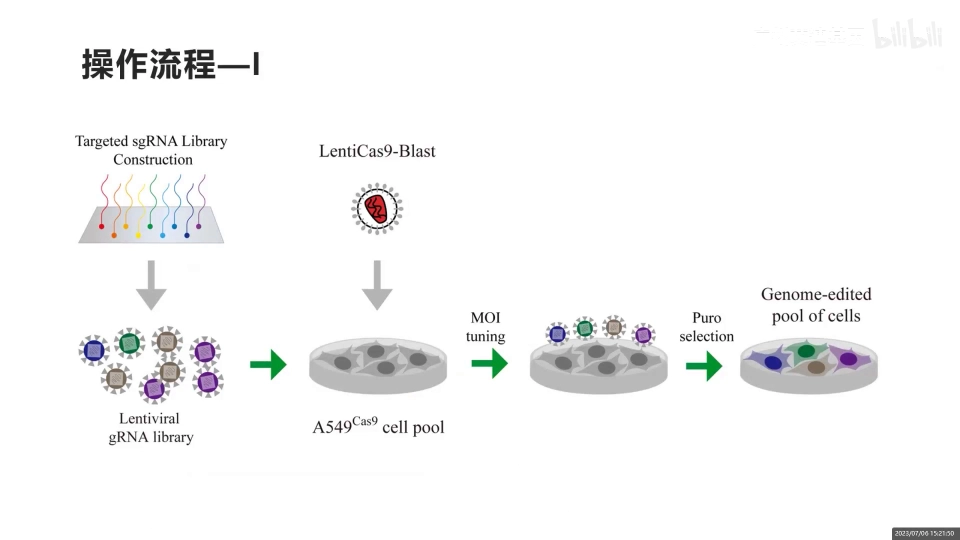 操作流程—I
bilibili
Targeted sgRNA Library
Construction
LentiCas9-Blast
Lentiviral
gRNA library
A549Cas9 cell pool
MOI
tuning
Puro
selection
Genome-edited
pool of cells
2023/07/06 15:21:50